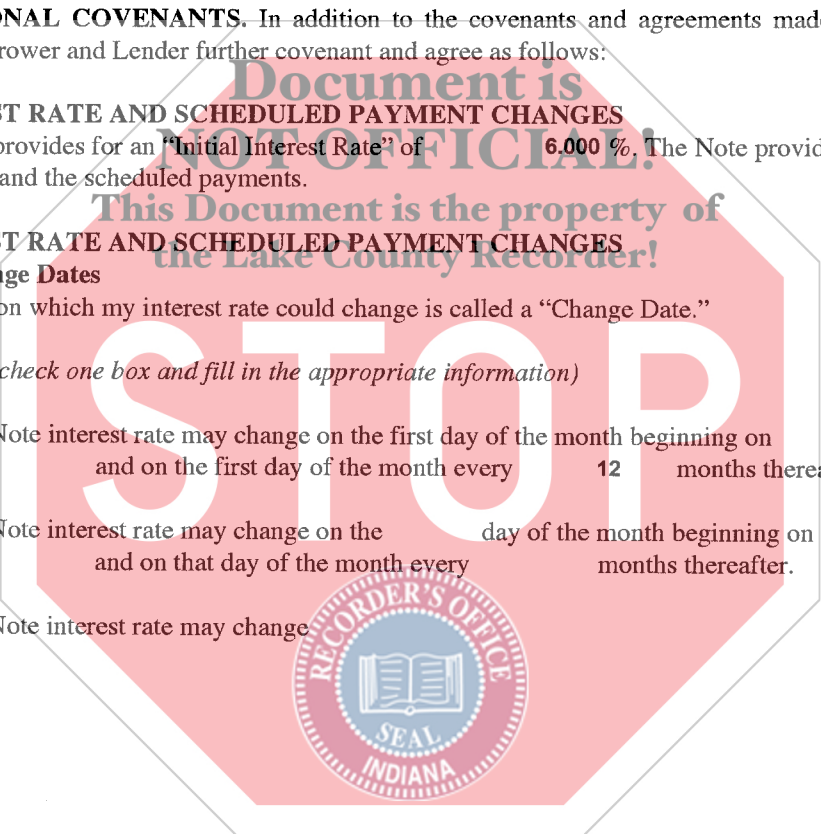 ONAL COVENANTS. In addition to the covenants and agreements mad
rower and Lender further covenant and agree as follows:
Document is
ST RATE AND SCHEDULED PAYMENT CHANGES
provides for an “Initial Interest Rate” of 6.000 %. The Note provid
NOT OFFICIAL!
and the scheduled payments.
This Document is the property of
ST RATE AND SCHEDULED PAYMENT CHANGES
the Lake County Recorder!
ge Dates
on which my interest rate could change is called a “Change Date.”
STOP
check one box and fill in the appropriate information)
Note interest rate may change on the first day of the month beginning on
and on the first day of the month every 12 months therea
Note interest rate may change on the day of the month beginning on
and on that day of the month every months thereafter.
Note interest rate may change
RECORDER'S OFFICE
SEAL
INDIANA